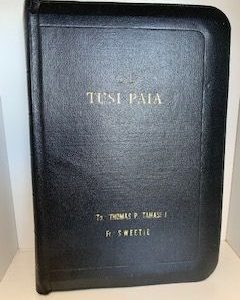 TUSI PAIA
To THOMAS P. TAMASE I
Fr SWEETIE